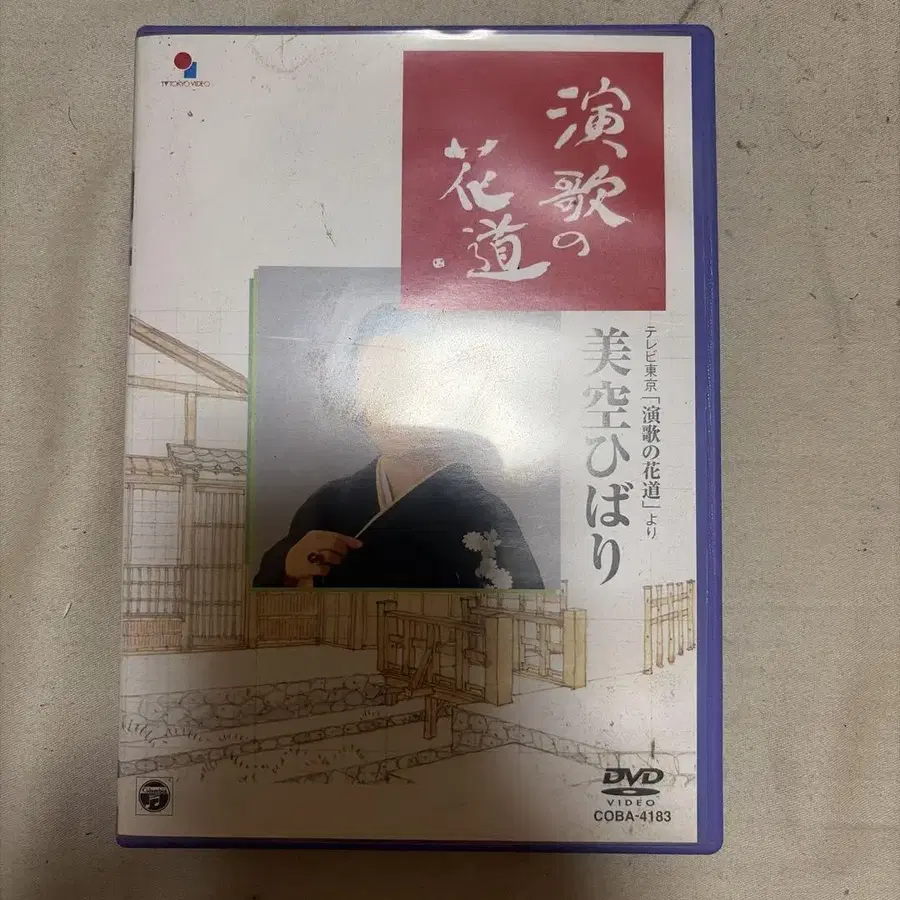 TV TOKYO VIDEO
演歌の
花道
テレビ東京「演歌の花道」より
美空ひばり
DVD
VIDEO
COBA-4183